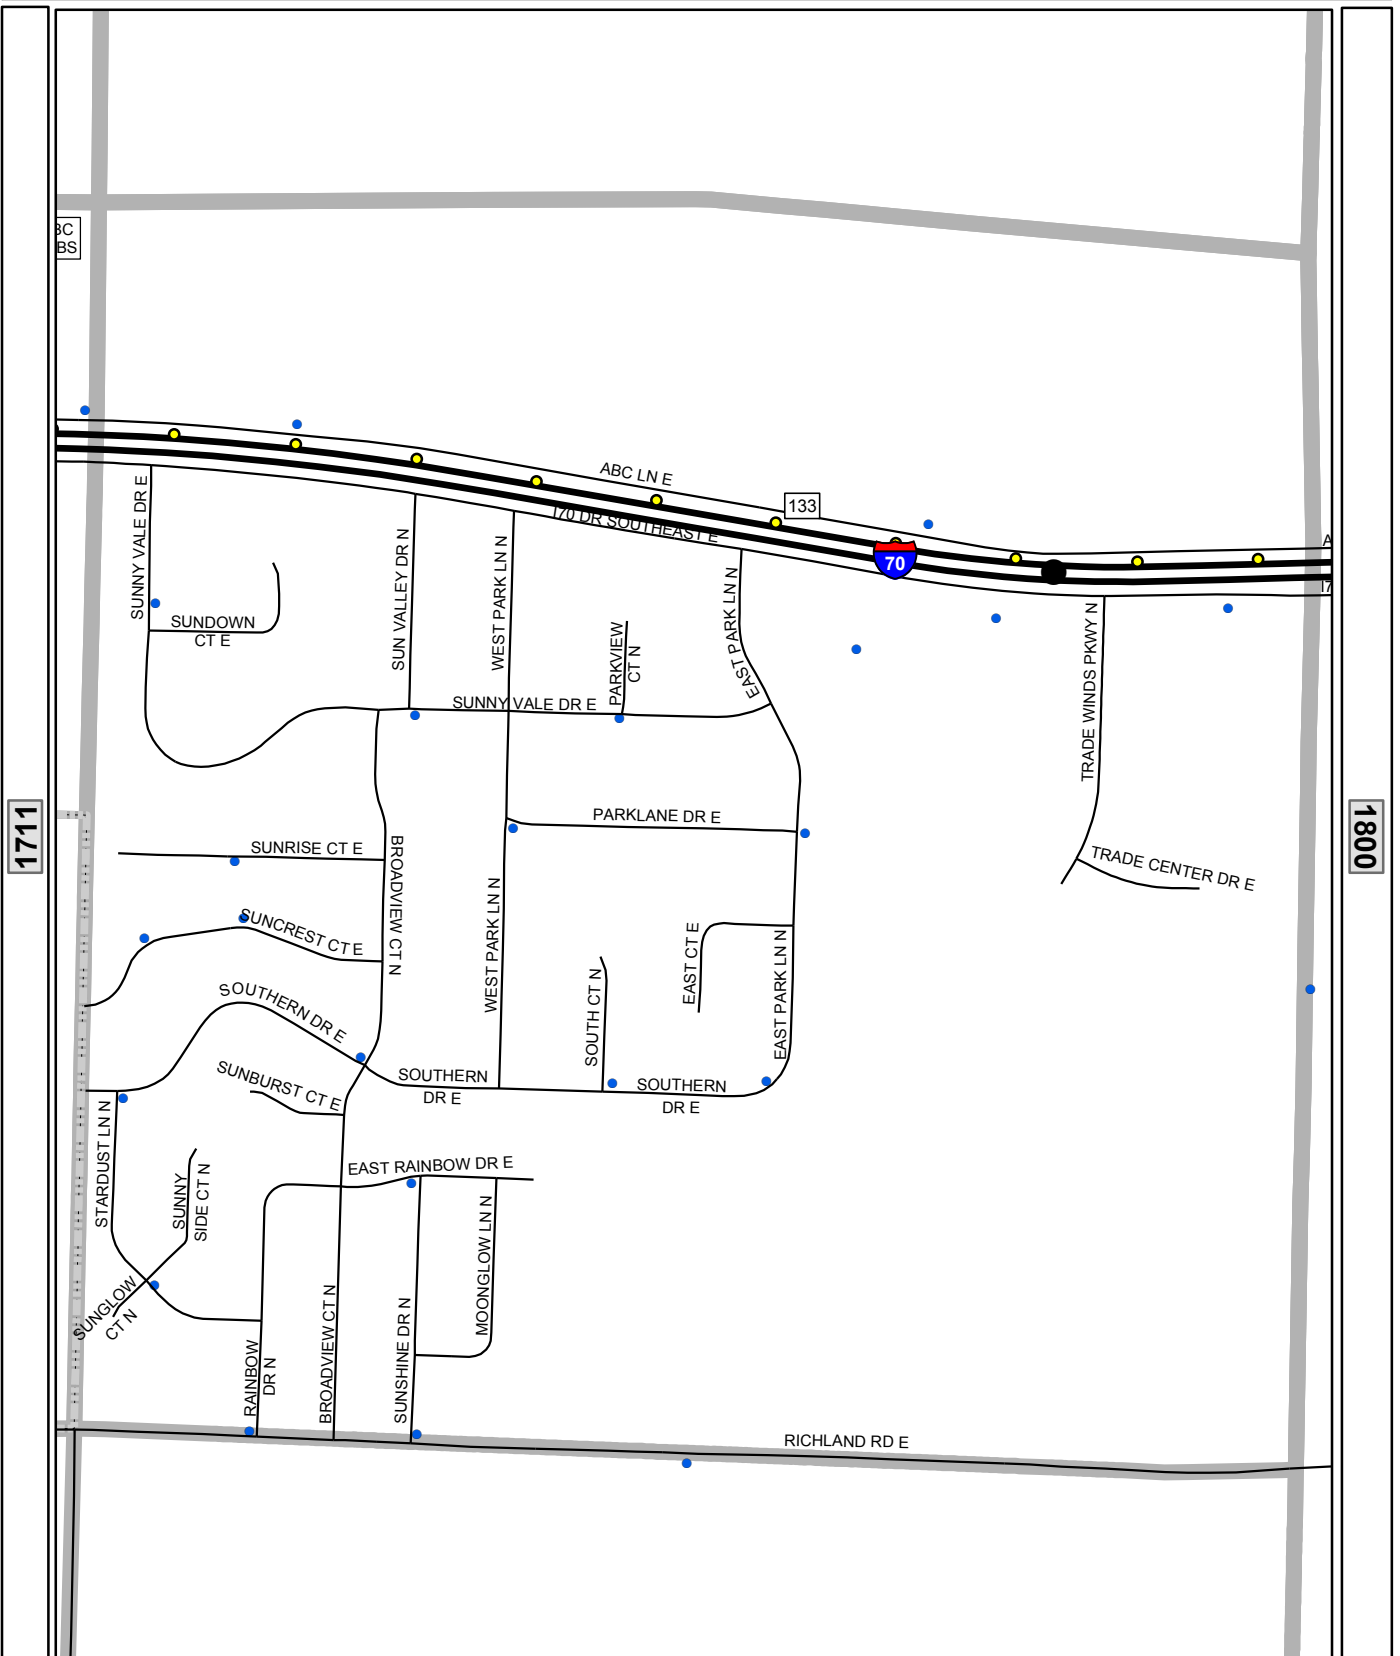 BC
BS
ABC LN E
133
I70 DR SOUTHEAST E
70
A
I7
SUNNY VALE DR E
SUN VALLEY DR N
WEST PARK LN N
EAST PARK LN N
TRADE WINDS PKWY N
SUNDOWN
CT E
PARKVIEW
CT N
SUNNY VALE DR E
PARKLANE DR E
1711
1800
SUNRISE CT E
BROADVIEW CT N
TRADE CENTER DR E
SUNCREST CT E
WEST PARK LN N
EAST CT E
EAST PARK LN N
SOUTH CT N
SOUTHERN DR E
SUNBURST CT E
SOUTHERN
DR E
SOUTHERN
DR E
STARDUST LN N
SUNNY
SIDE CT N
EAST RAINBOW DR E
MOONGLOW LN N
SUNGLOW
CT N
RAINBOW
DR N
BROADVIEW CT N
SUNSHINE DR N
RICHLAND RD E